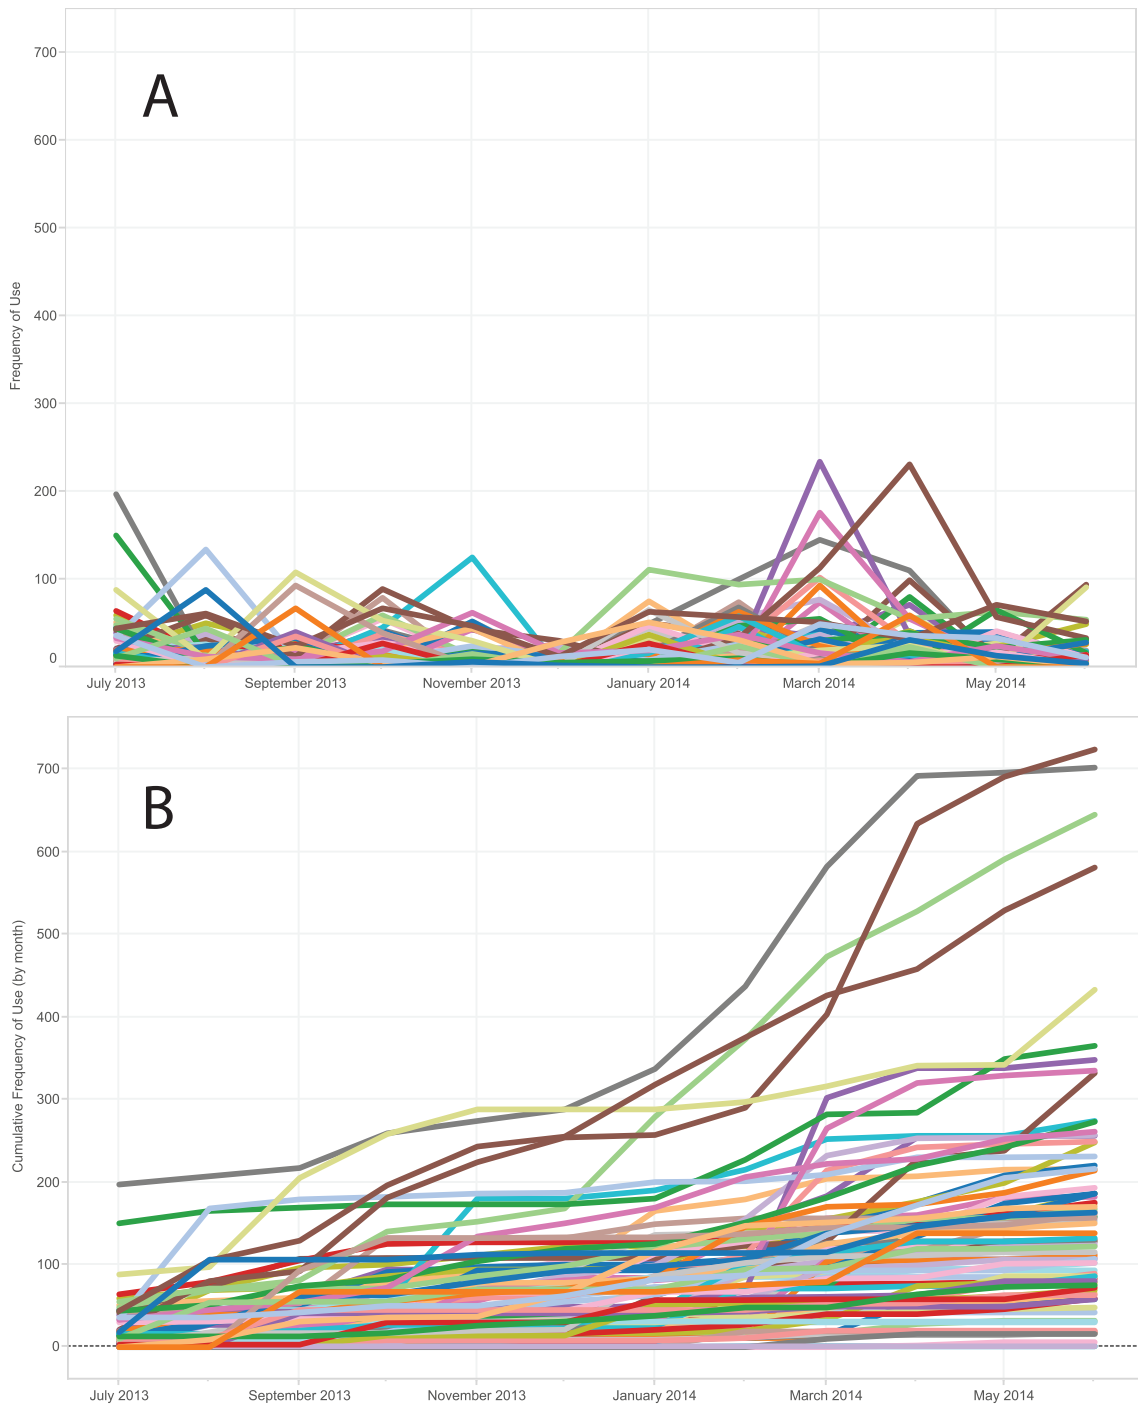 A
700
600
500
400
300
200
100
0
Frequency of Use
July 2013
September 2013
November 2013
January 2014
March 2014
May 2014
B
700
600
500
400
300
200
100
0
Cumulative Frequency of Use (by month)
July 2013
September 2013
November 2013
January 2014
March 2014
May 2014